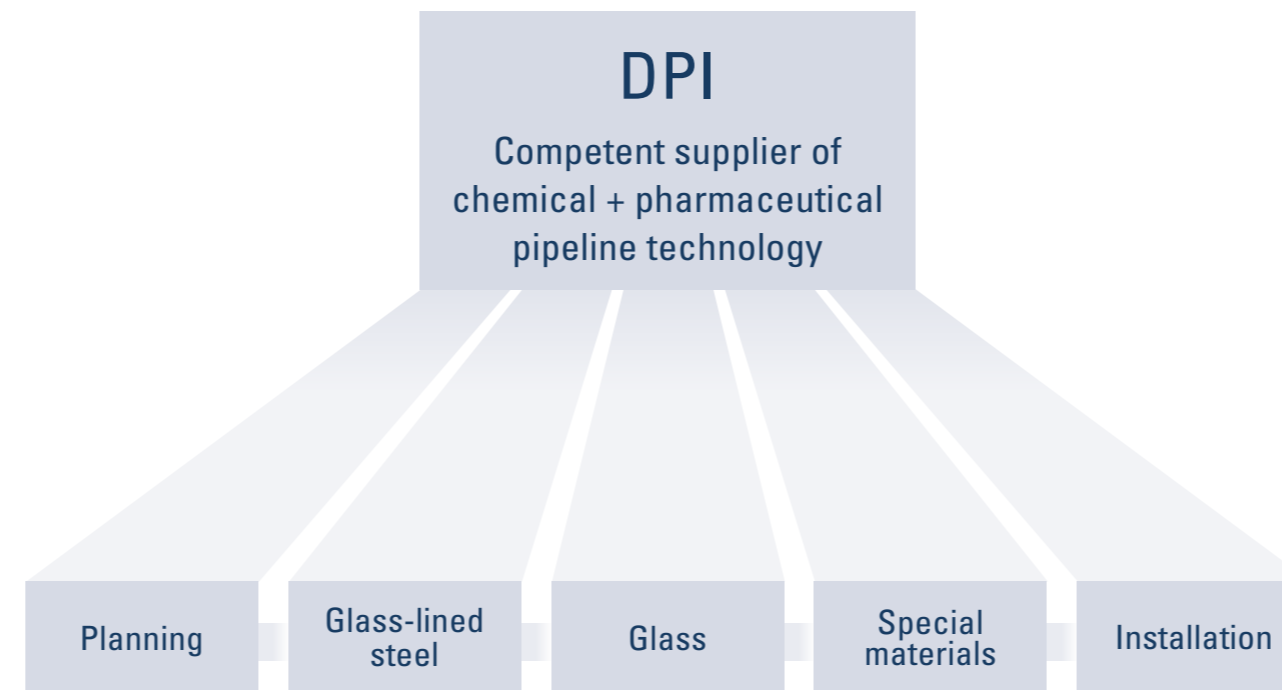 DPI
Competent supplier of
chemical + pharmaceutical
pipeline technology
Planning
Glass-lined
steel
Glass
Special
materials
Installation